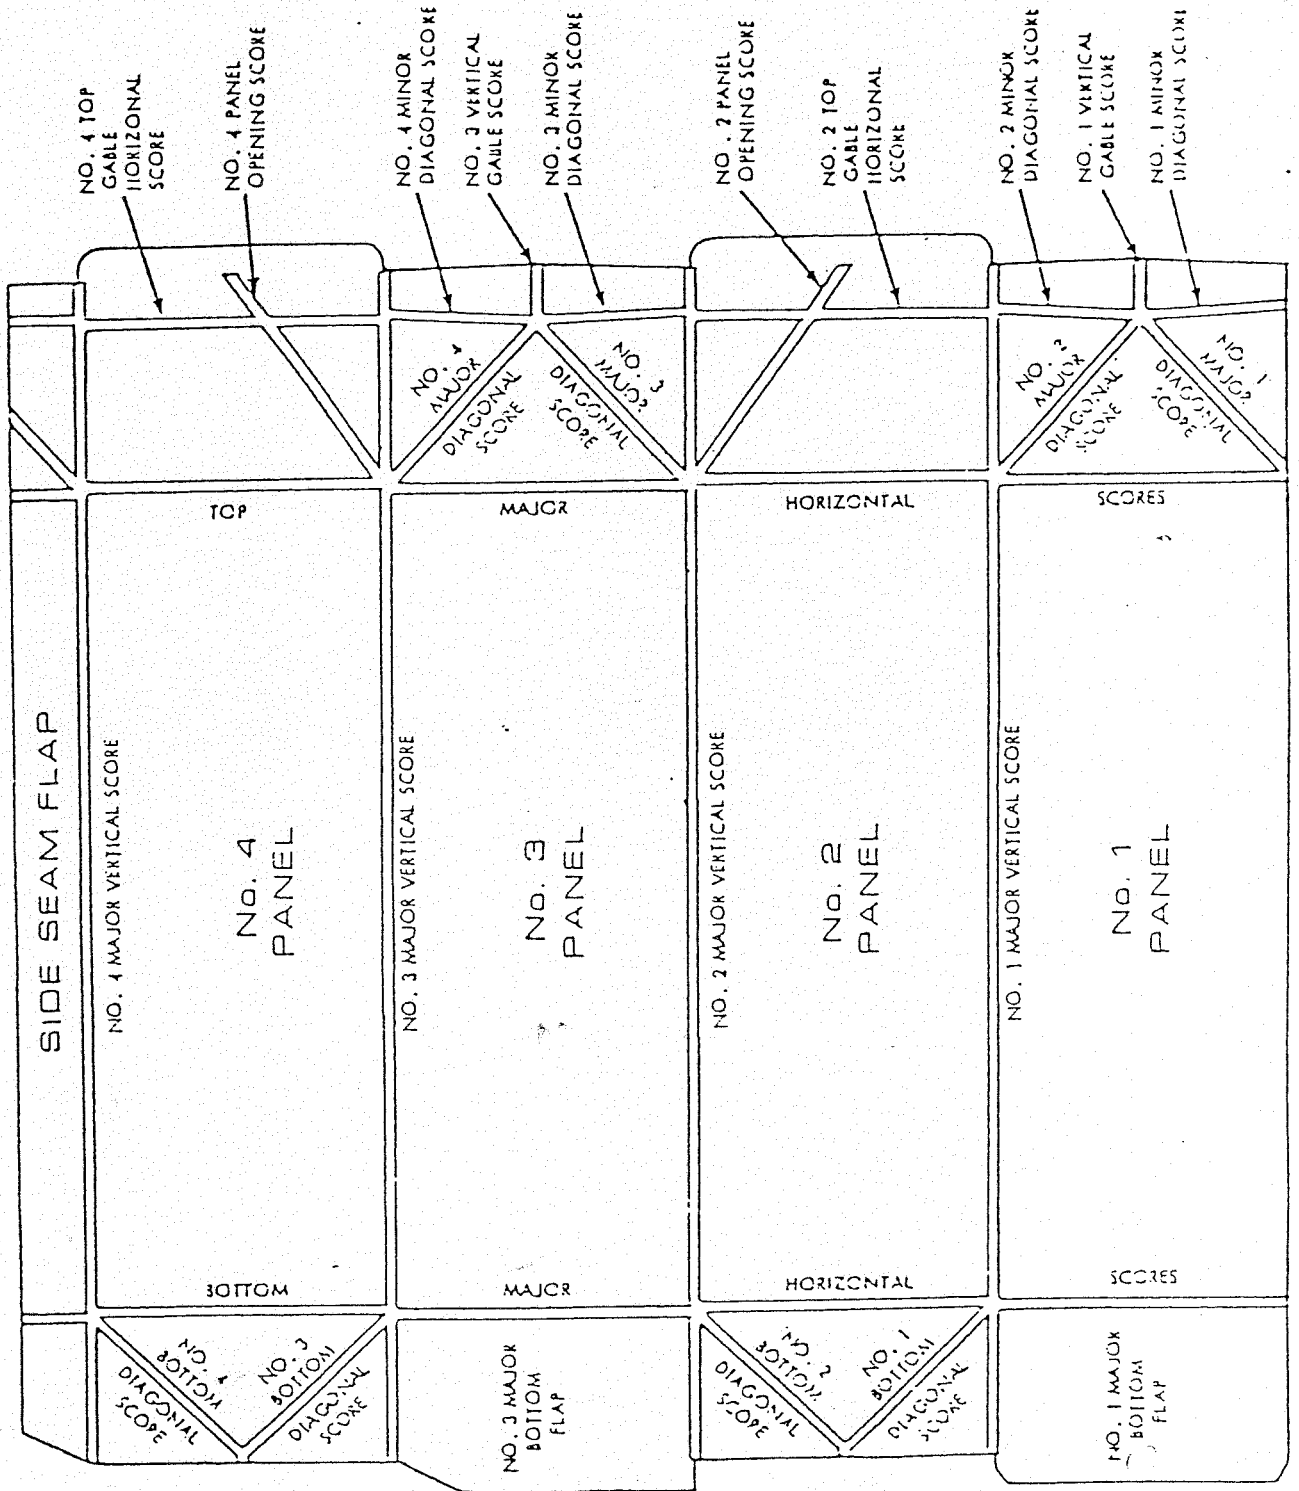 NO. 4 TOP
GABLE
HORIZONAL
SCORE
NO. 4 PANEL
OPENING SCORE
NO. 4 MINOR
DIAGONAL SCORE
NO. 3 VERTICAL
GABLE SCORE
NO. 3 MINOR
DIAGONAL SCORE
NO. 2 PANEL
OPENING SCORE
NO. 2 TOP
GABLE
HORIZONAL
SCORE
NO. 2 MINOR
DIAGONAL SCORE
NO. 1 VERTICAL
GABLE SCORE
NO. 1 MINOR
DIAGONAL SCORE
NO. 4
MAJOR
DIAGONAL
SCORE
NO. 3
MAJOR
DIAGONAL
SCORE
NO. 2
MAJOR
DIAGONAL
SCORE
NO. 1
MAJOR
DIAGONAL
SCORE
TOP
MAJOR
HORIZONTAL
SCORES
SIDE SEAM FLAP
NO. 4 MAJOR VERTICAL SCORE
No. 4
PANEL
NO. 3 MAJOR VERTICAL SCORE
No. 3
PANEL
NO. 2 MAJOR VERTICAL SCORE
No. 2
PANEL
NO. 1 MAJOR VERTICAL SCORE
No. 1
PANEL
BOTTOM
MAJOR
HORIZONTAL
SCORES
NO. 4
BOTTOM
DIAGONAL
SCORE
NO. 3
BOTTOM
DIAGONAL
SCORE
NO. 3 MAJOR
BOTTOM
FLAP
NO. 2
BOTTOM
DIAGONAL
SCORE
NO. 1
BOTTOM
DIAGONAL
SCORE
NO. 1 MAJOR
BOTTOM
FLAP